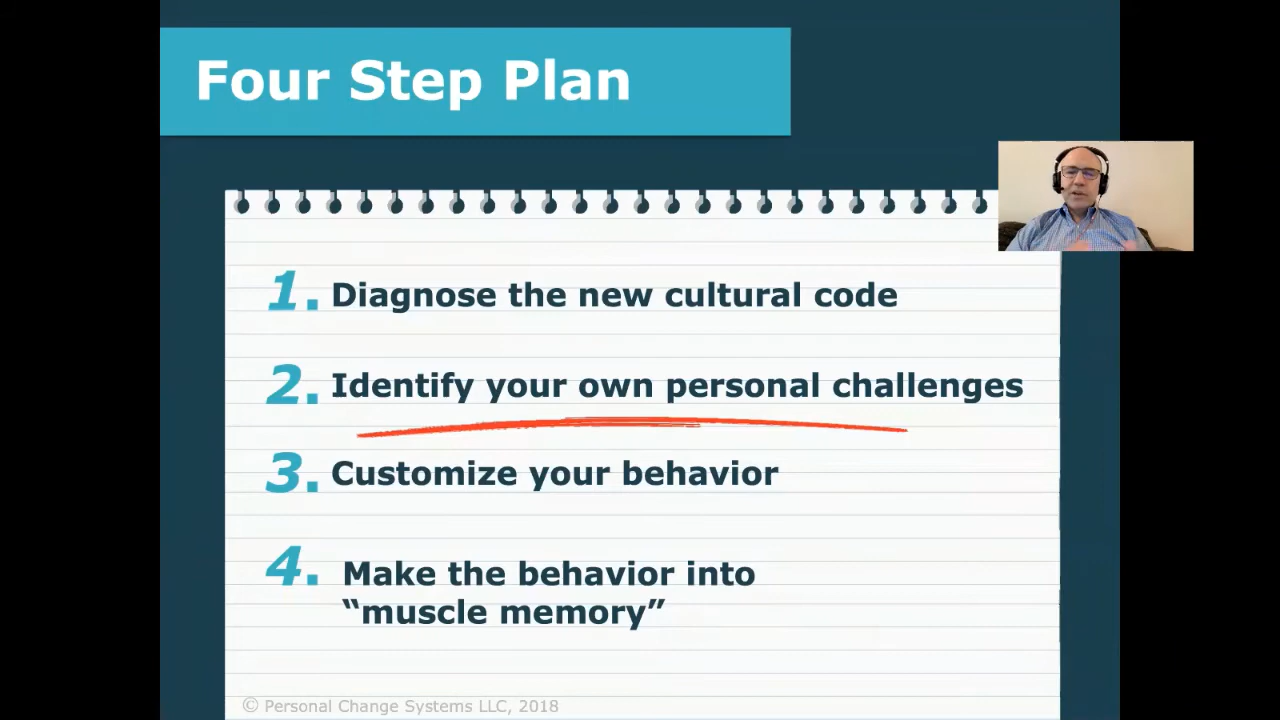 Four Step Plan
1. Diagnose the new cultural code
2. Identify your own personal challenges
3. Customize your behavior
4. Make the behavior into
“muscle memory”
© Personal Change Systems LLC, 2018